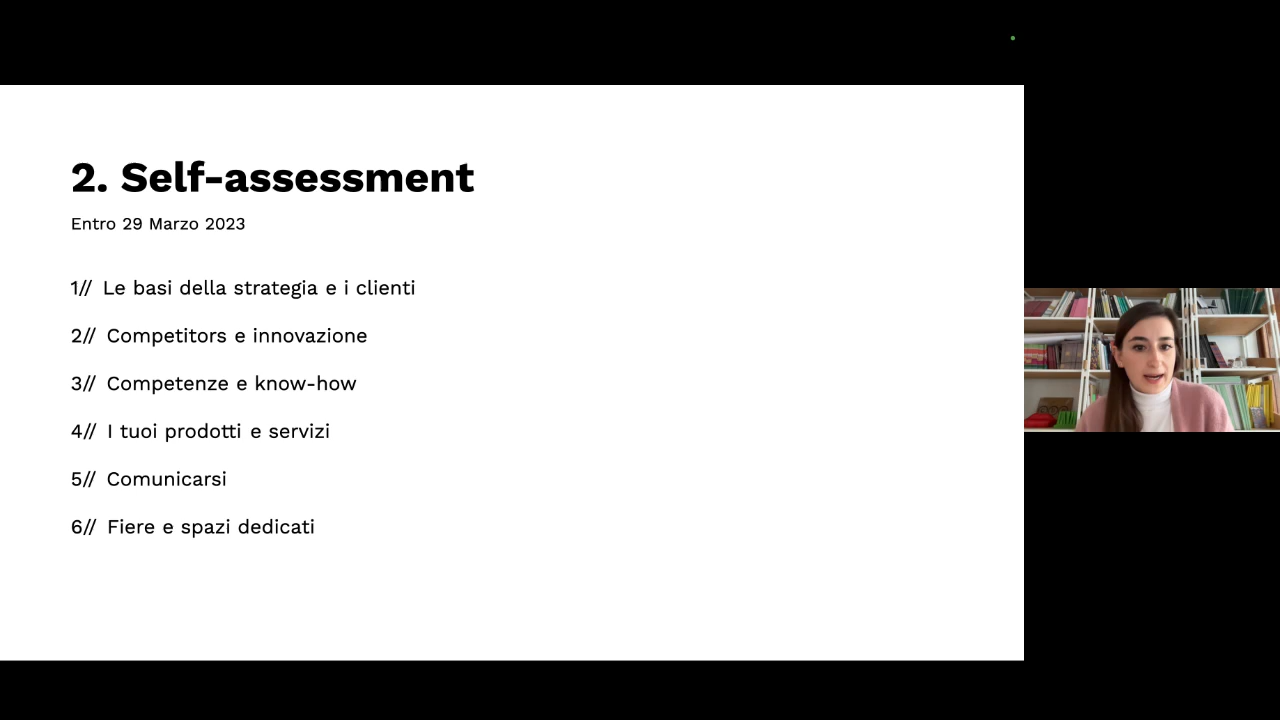 2. Self-assessment
Entro 29 Marzo 2023
1// Le basi della strategia e i clienti
2// Competitors e innovazione
3// Competenze e know-how
4// I tuoi prodotti e servizi
5// Comunicarsi
6// Fiere e spazi dedicati